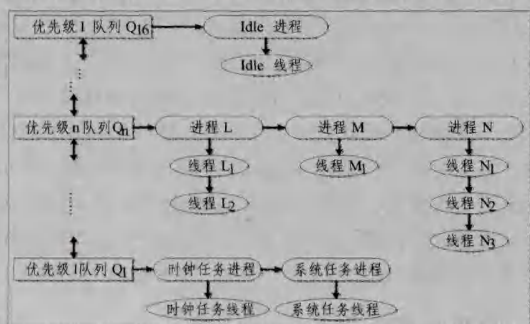 优先级 1 队列 Q16
Idle 进程
Idle 线程
优先级 n 队列 Qn
进程 L
进程 M
进程 N
线程 L1
线程 M1
线程 N1
线程 L2
线程 N2
线程 N3
优先级 1 队列 Q1
时钟任务进程
系统任务进程
时钟任务线程
系统任务线程